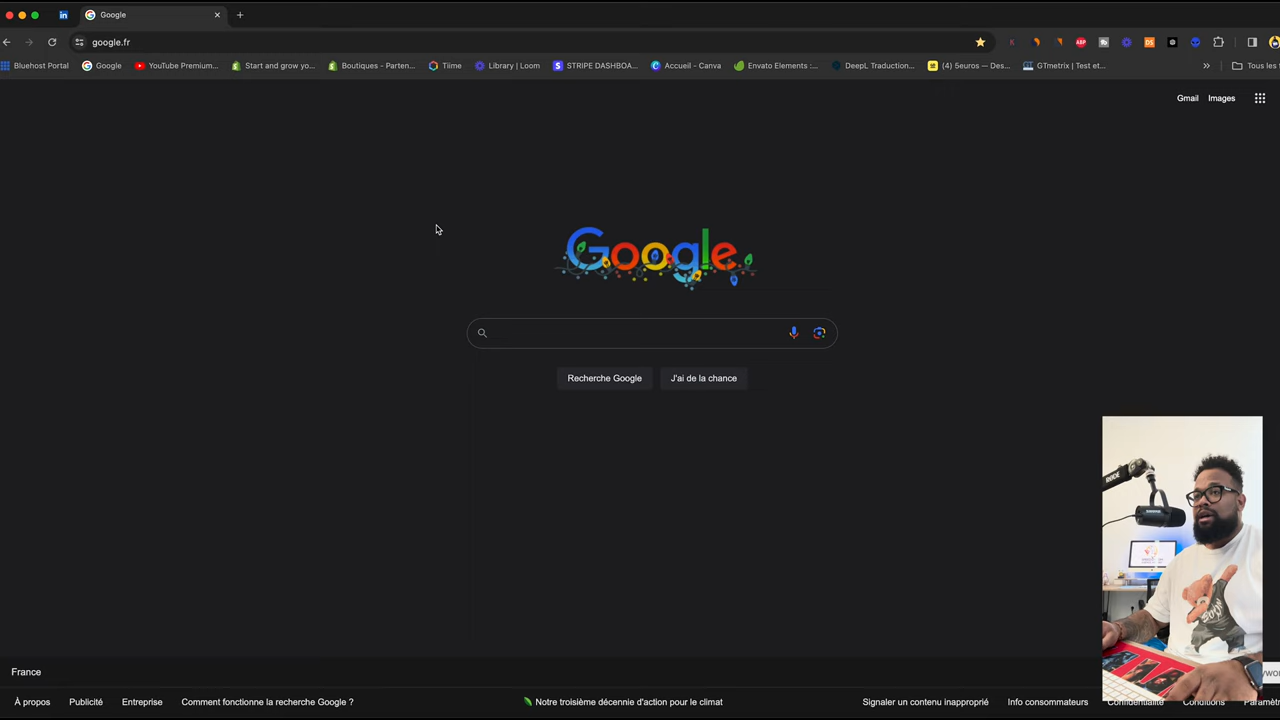 Google
google.fr
Bluehost Portal
Google
YouTube Premium...
Start and grow yo...
Boutiques - Parten...
Tiime
Library | Loom
STRIPE DASHBOA...
Accueil - Canva
Envato Elements :...
DeepL Traduction...
(4) 5euros — Des...
GTmetrix | Test et...
Tous les
Gmail
Images
Google
Recherche Google
J'ai de la chance
RØDE
France
À propos
Publicité
Entreprise
Comment fonctionne la recherche Google ?
Notre troisième décennie d'action pour le climat
Signaler un contenu inapproprié
Info consommateurs
Confidentialité
Conditions
Paramèt